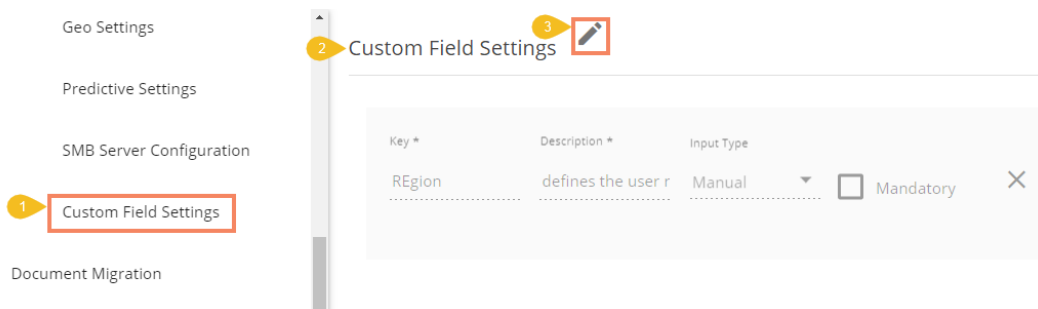 Geo Settings
Predictive Settings
SMB Server Configuration
1
Custom Field Settings
Document Migration
2
Custom Field Settings
3
Key *
Description *
Input Type
REgion
defines the user r
Manual
Mandatory